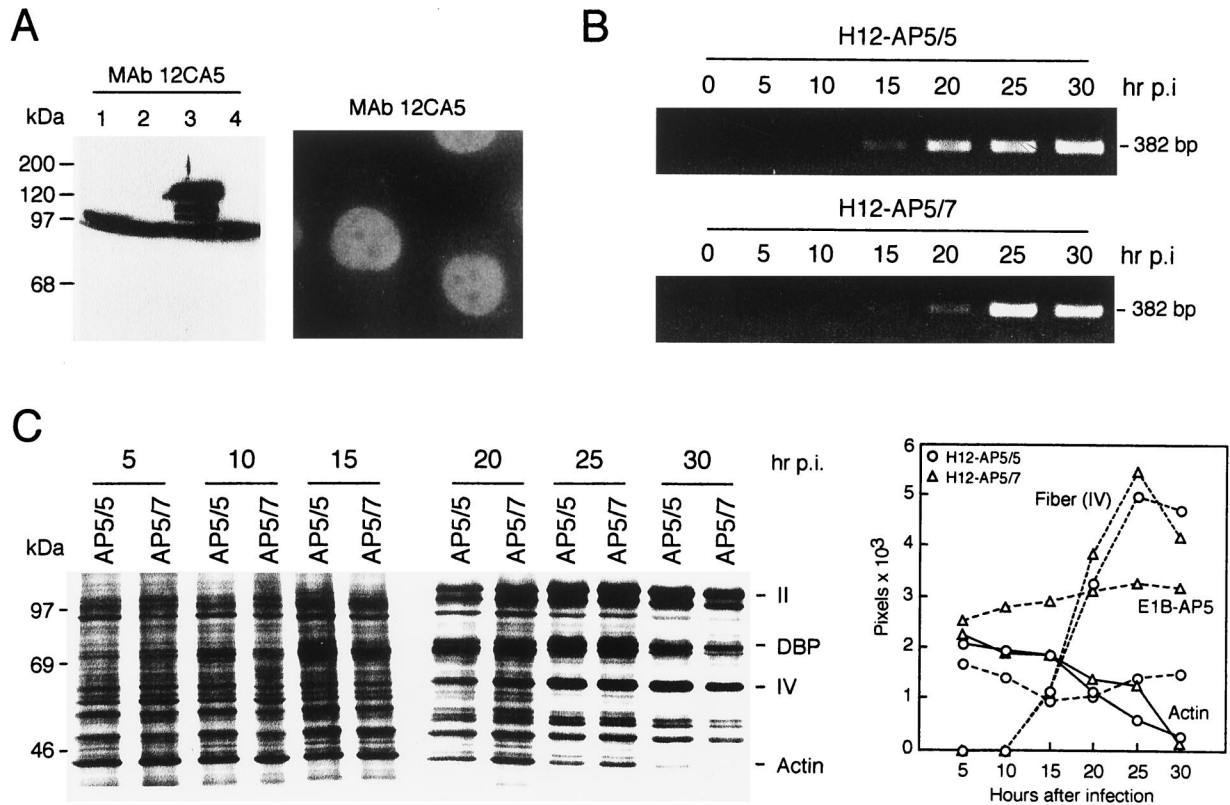 A
MAb 12CA5
kDa 1 2 3 4
200
120
97
68
MAb 12CA5
B
H12-AP5/5
0 5 10 15 20 25 30 hr p.i
382 bp
H12-AP5/7
0 5 10 15 20 25 30 hr p.i
382 bp
C
5 10 15 20 25 30 hr p.i.
kDa AP5/5 AP5/7 AP5/5 AP5/7 AP5/5 AP5/7 AP5/5 AP5/7 AP5/5 AP5/7 AP5/5 AP5/7
97
69
46
II
DBP
IV
Actin
H12-AP5/5
H12-AP5/7
Fiber (IV)
E1B-AP5
Actin
Pixels x 10³
6
5
4
3
2
1
0
5 10 15 20 25 30
Hours after infection